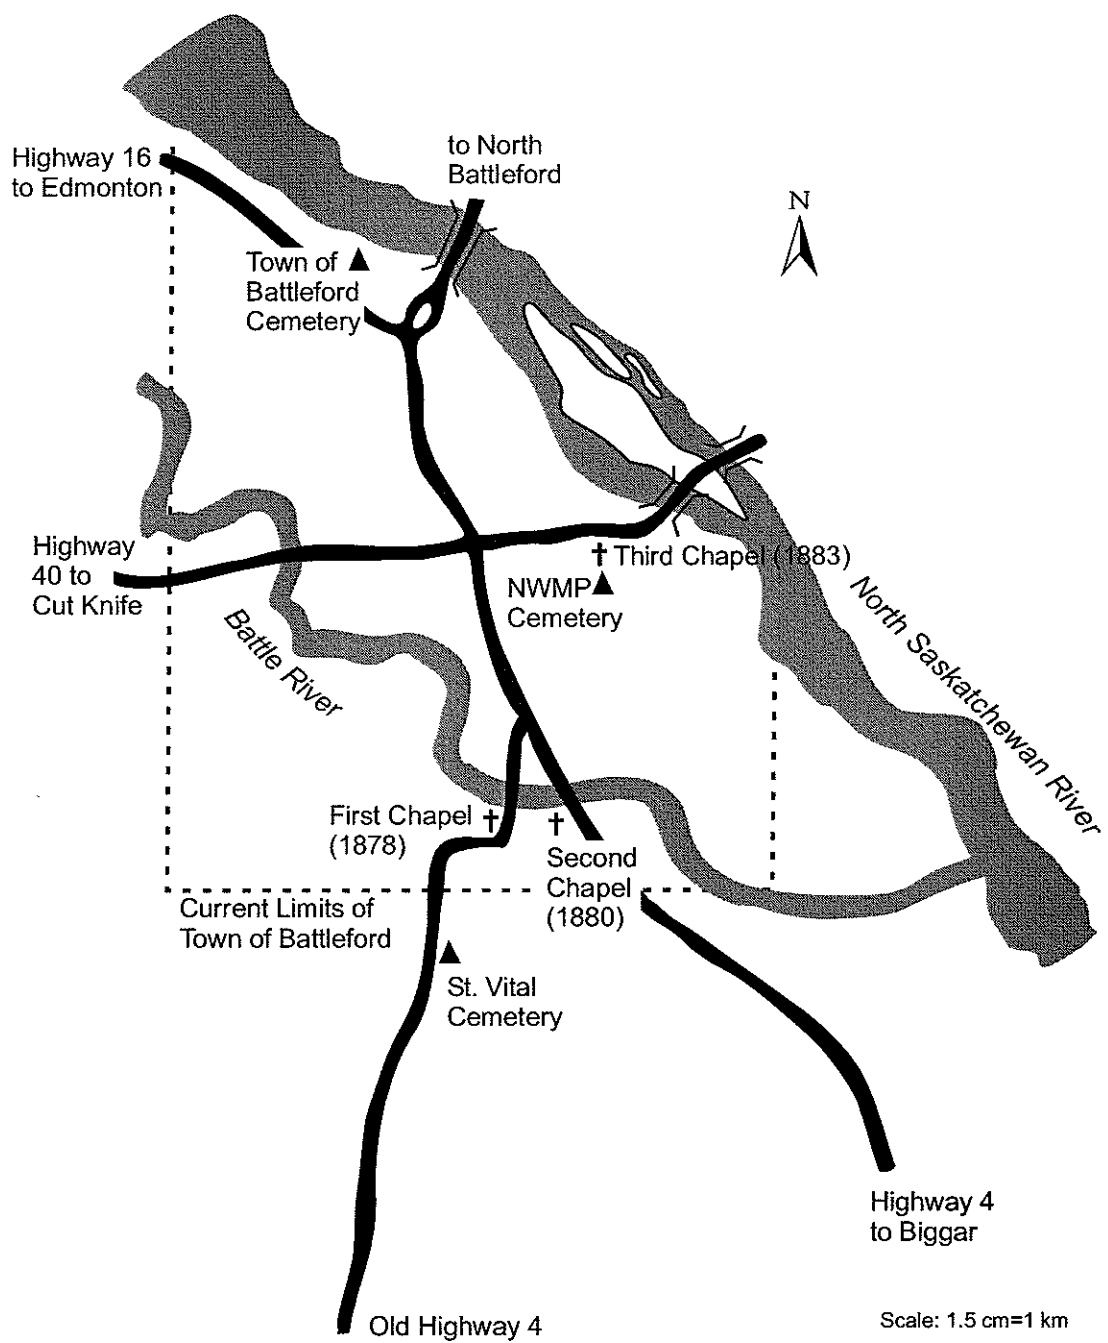 to North
Battleford
Highway 16
to Edmonton
N
Town of
Battleford
Cemetery
Highway
40 to
Cut Knife
Third Chapel (1883)
NWMP
Cemetery
Battle River
North Saskatchewan River
First Chapel
(1878)
Second
Chapel
(1880)
Current Limits of
Town of Battleford
St. Vital
Cemetery
Highway 4
to Biggar
Old Highway 4
Scale: 1.5 cm=1 km